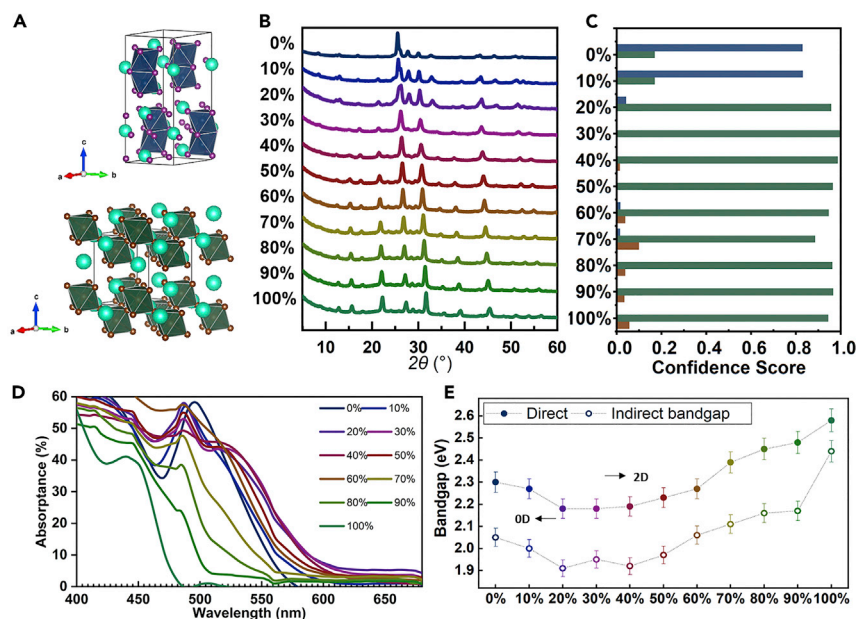 A
c
a
b
c
a
b
B
0%
10%
20%
30%
40%
50%
60%
70%
80%
90%
100%
10 20 30 40 50 60
2θ (°)
C
0%
10%
20%
30%
40%
50%
60%
70%
80%
90%
100%
0.0 0.2 0.4 0.6 0.8 1.0
Confidence Score
D
60
50
40
30
20
10
0
Absorptance (%)
0% 10%
20% 30%
40% 50%
60% 70%
80% 90%
100%
400 450 500 550 600 650
Wavelength (nm)
E
Direct Indirect bandgap
2.6
2.5
2.4
2.3
2.2
2.1
2.0
1.9
Bandgap (eV)
2D
0D
0% 10% 20% 30% 40% 50% 60% 70% 80% 90% 100%